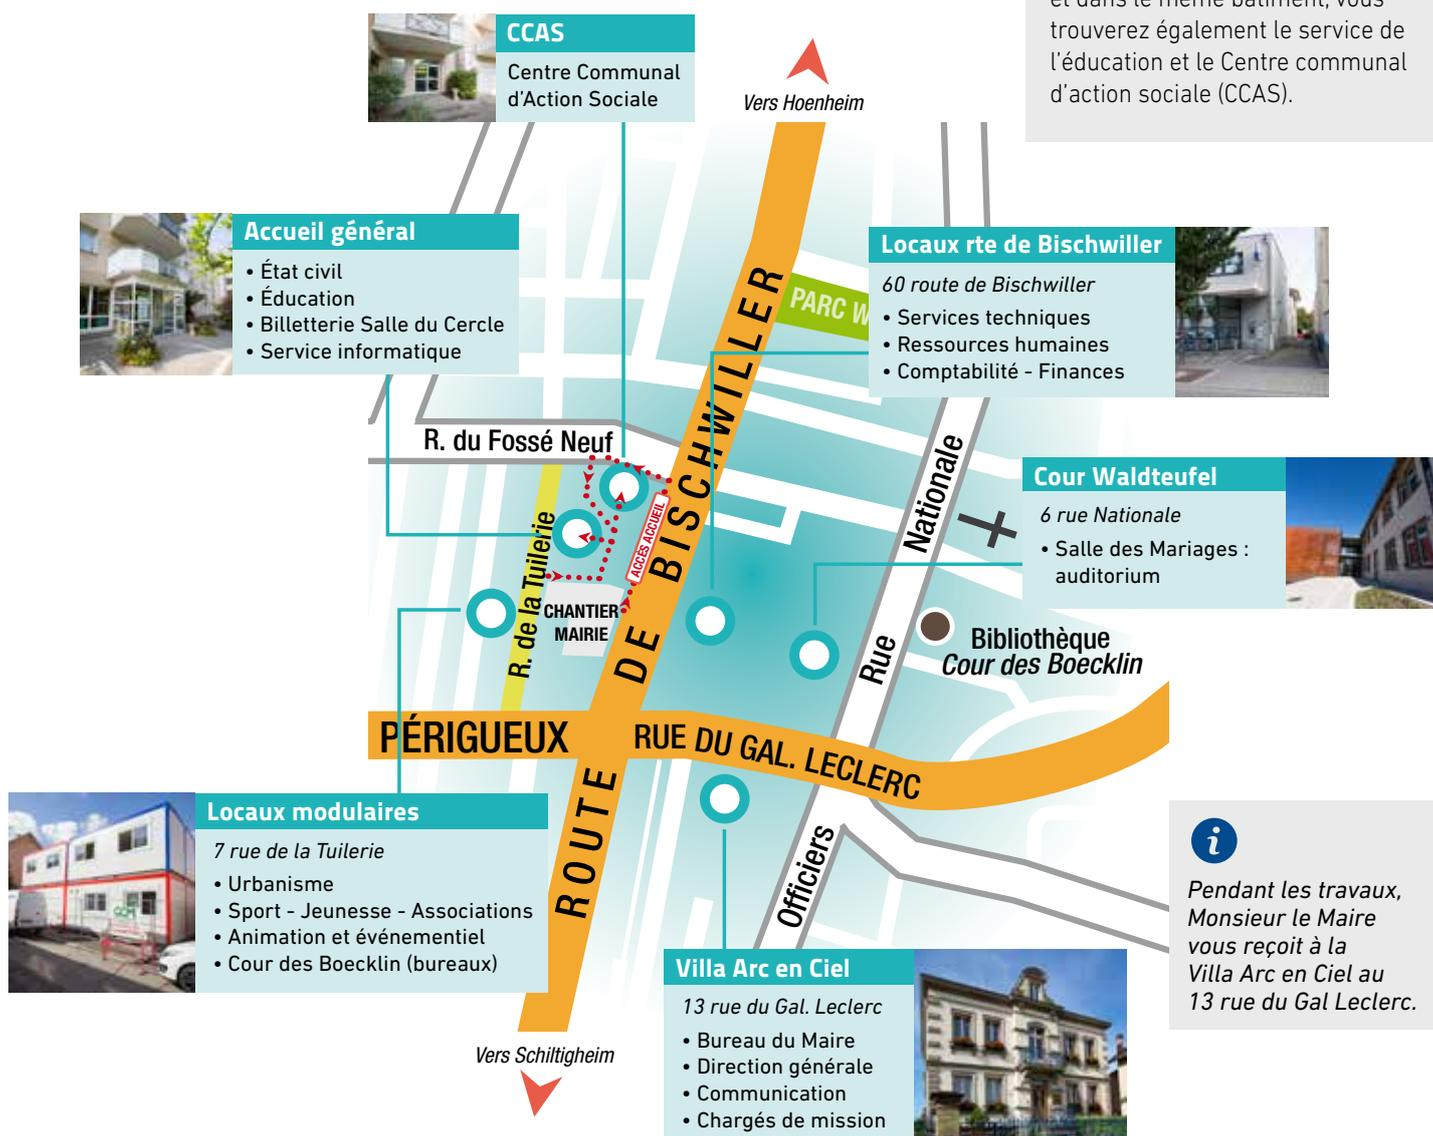 et dans le même bâtiment, vous
trouverez également le service de
l'éducation et le Centre communal
d'action sociale (CCAS).
CCAS
Centre Communal
d'Action Sociale
Vers Hoenheim
Accueil général
• État civil
• Éducation
• Billetterie Salle du Cercle
• Service informatique
Locaux rte de Bischwiller
60 route de Bischwiller
• Services techniques
• Ressources humaines
• Comptabilité - Finances
PARC W
R. du Fossé Neuf
Cour Waldteufel
6 rue Nationale
• Salle des Mariages :
auditorium
ACCÈS ACCUEIL
R. de la Tuilerie
CHANTIER
MAIRIE
ROUTE DE BISCHWILLER
Rue Nationale
Bibliothèque
Cour des Boecklin
PÉRIGUEUX
RUE DU GAL. LECLERC
Officiers
Locaux modulaires
7 rue de la Tuilerie
• Urbanisme
• Sport - Jeunesse - Associations
• Animation et événementiel
• Cour des Boecklin (bureaux)
Villa Arc en Ciel
13 rue du Gal. Leclerc
• Bureau du Maire
• Direction générale
• Communication
• Chargés de mission
Vers Schiltigheim
i
Pendant les travaux,
Monsieur le Maire
vous reçoit à la
Villa Arc en Ciel au
13 rue du Gal Leclerc.